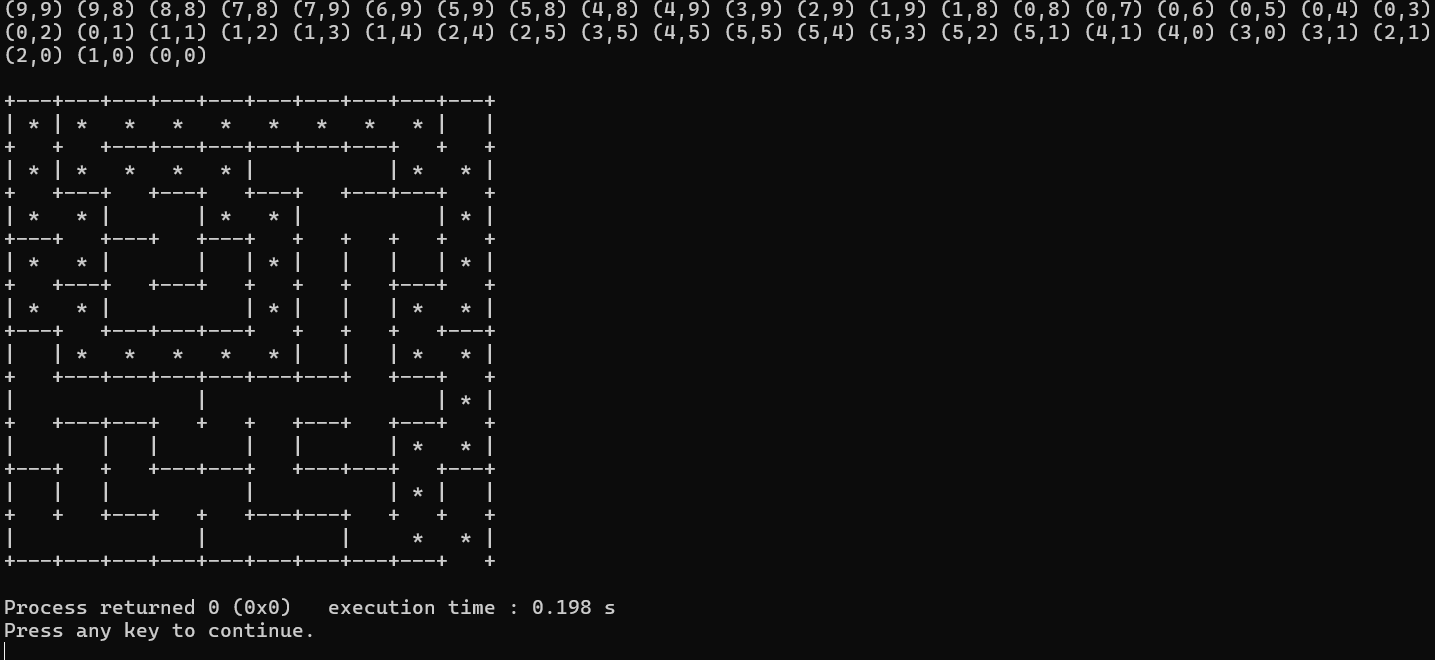 (9,9) (9,8) (8,8) (7,8) (7,9) (6,9) (5,9) (5,8) (4,8) (4,9) (3,9) (2,9) (1,9) (1,8) (0,8) (0,7) (0,6) (0,5) (0,4) (0,3)
(0,2) (0,1) (1,1) (1,2) (1,3) (1,4) (2,4) (2,5) (3,5) (4,5) (5,5) (5,4) (5,3) (5,2) (5,1) (4,1) (4,0) (3,0) (3,1) (2,1)
(2,0) (1,0) (0,0)

+---+---+---+---+---+---+---+---+---+---+
| * | *   *   *   *   *   *   *   * |   |
+   +   +---+---+---+---+---+---+   +   +
| * | *   *   *   * |           | *   * |
+   +---+   +---+   +---+   +---+---+   +
| *   * |       | *   * |           | * |
+---+   +---+   +---+   +   +   +   +   +
| *   * |       |   | * |   |   |   | * |
+   +---+   +---+   +   +   +   +---+   +
| *   * |           | * |   |   | *   * |
+---+   +---+---+---+   +   +   +   +---+
|   | *   *   *   *   * |   |   | *   * |
+   +---+---+---+---+---+---+   +---+   +
|               |                   | * |
+   +---+---+   +   +   +---+   +---+   +
|       |   |       |   |       | *   * |
+---+   +   +---+---+   +---+---+   +---+
|   |   |           |           | * |   |
+   +   +---+   +   +---+---+   +   +   +
|               |           |     *   * |
+---+---+---+---+---+---+---+---+---+   +

Process returned 0 (0x0)   execution time : 0.198 s
Press any key to continue.